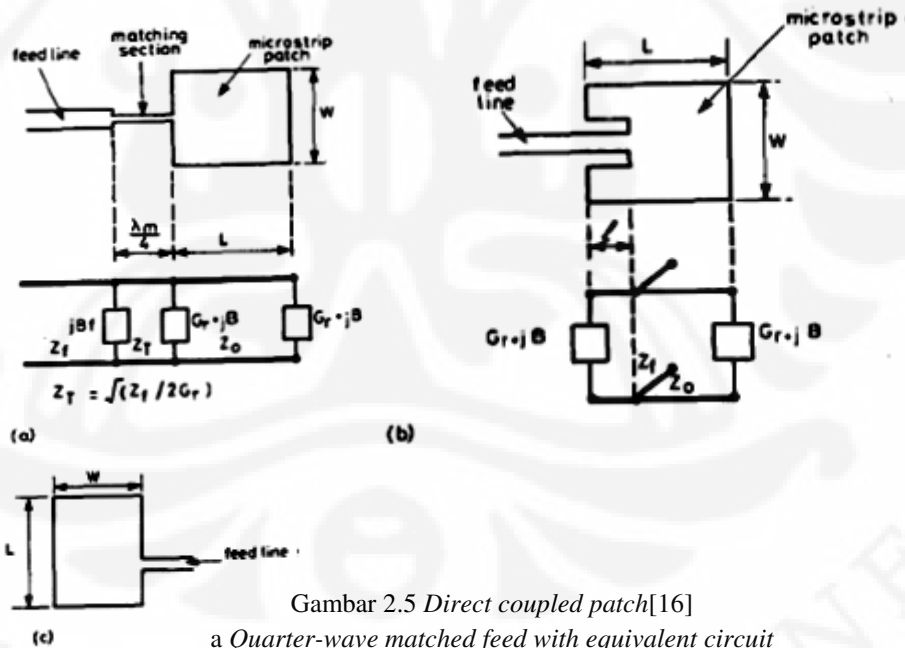 feed line
matching
section
microstrip
patch
W
λm/4
L
jBf
Zf
ZT
Gr+jB
Zo
Gr+jB
ZT = √(Zf/2Gr)
(a)
microstrip
patch
L
feed
line
W
l
Gr+jB
Zf
Zo
Gr+jB
(b)
W
L
feed line
(c)
Gambar 2.5 Direct coupled patch[16]
a Quarter-wave matched feed with equivalent circuit